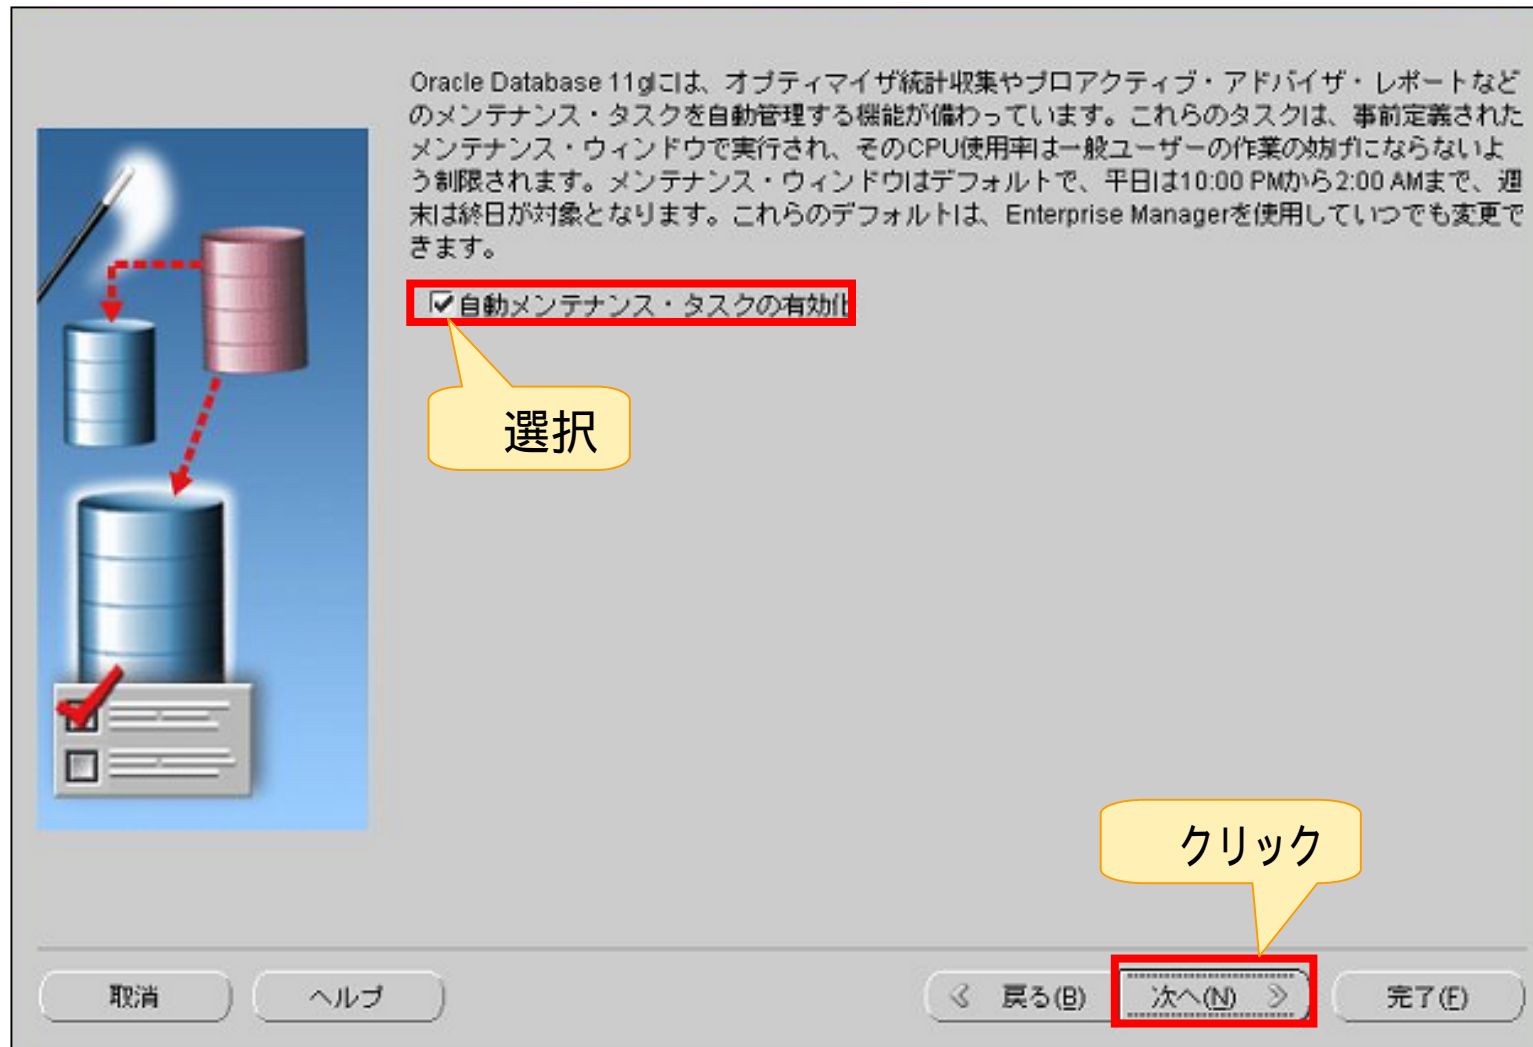 Oracle Database 11gには、オプティマイザ統計収集やプロアクティブ・アドバイザ・レポートなど
のメンテナンス・タスクを自動管理する機能が備わっています。これらのタスクは、事前定義された
メンテナンス・ウィンドウで実行され、そのCPU使用率は一般ユーザーの作業の妨げにならないよ
う制限されます。メンテナンス・ウィンドウはデフォルトで、平日は10:00 PMから2:00 AMまで、週
末は終日が対象となります。これらのデフォルトは、Enterprise Managerを使用していつでも変更で
きます。
自動メンテナンス・タスクの有効化
選択
クリック
取消
ヘルプ
戻る(B)
次へ(N)
完了(F)